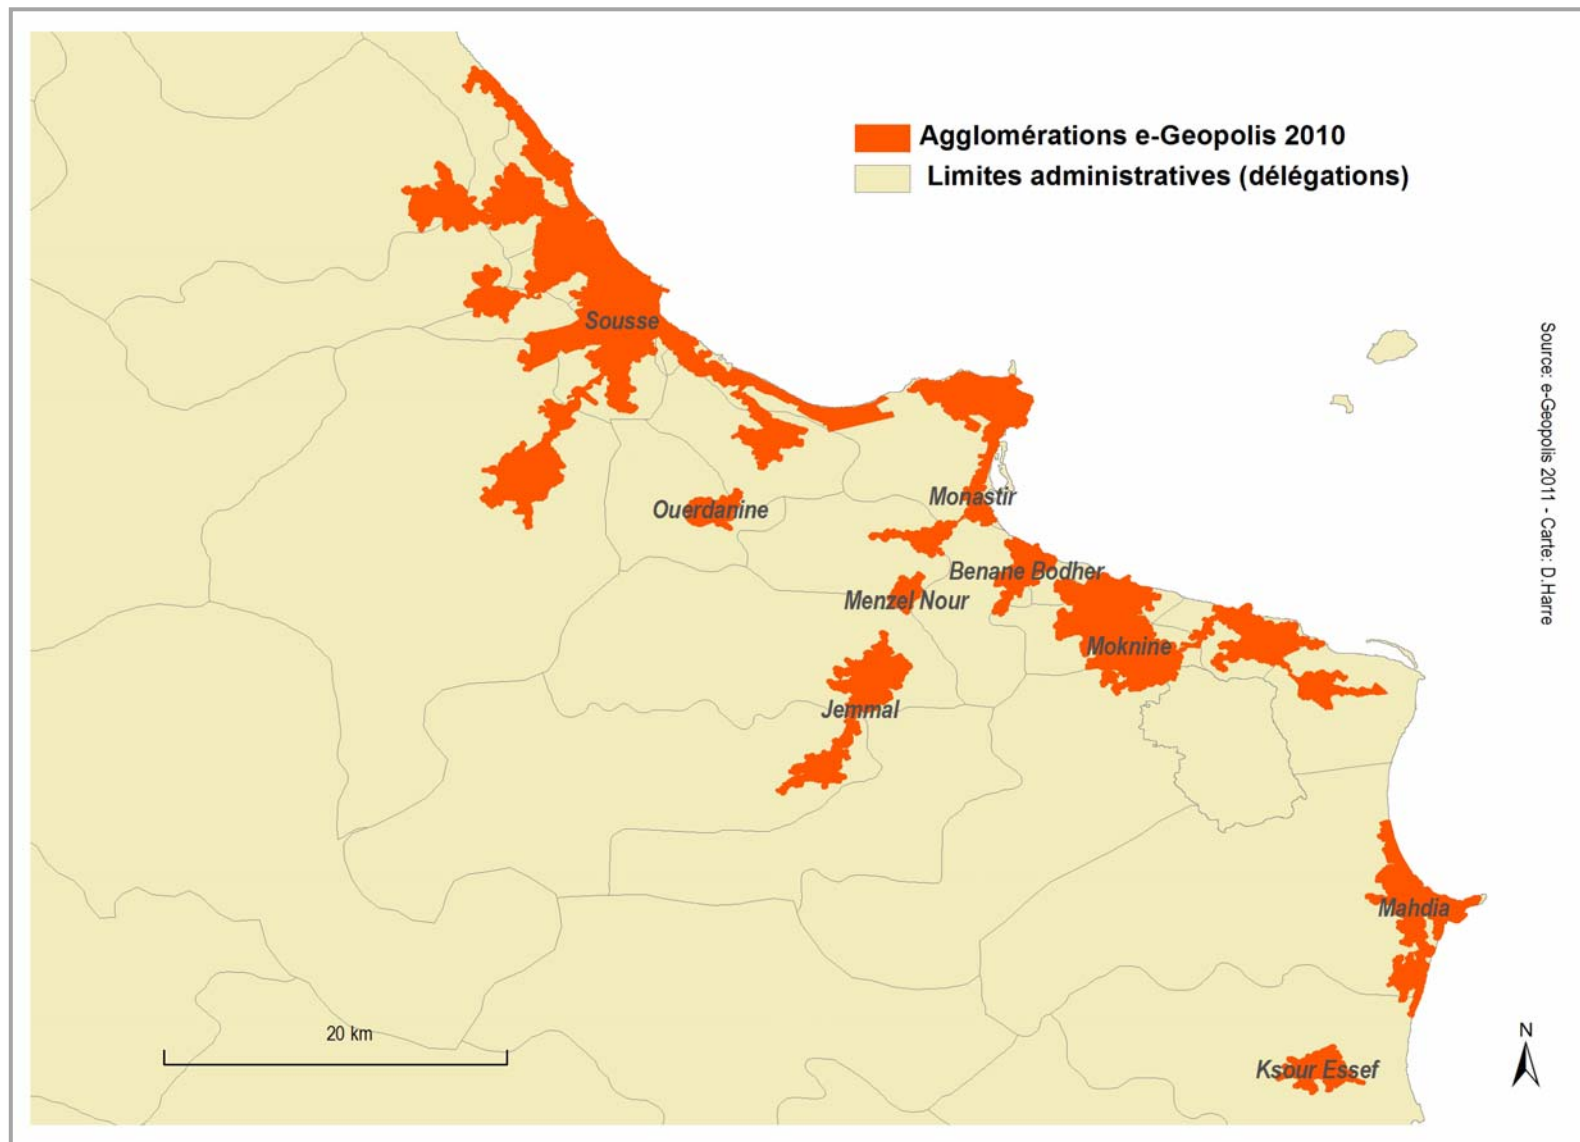 Agglomérations e-Geopolis 2010
Limites administratives (délégations)
Sousse
Monastir
Ouerdanine
Benane Bodher
Menzel Nour
Moknine
Jemmal
Mahdia
Ksour Essef
20 km
N
Source: e-Geopolis 2011 - Carte: D.Harre